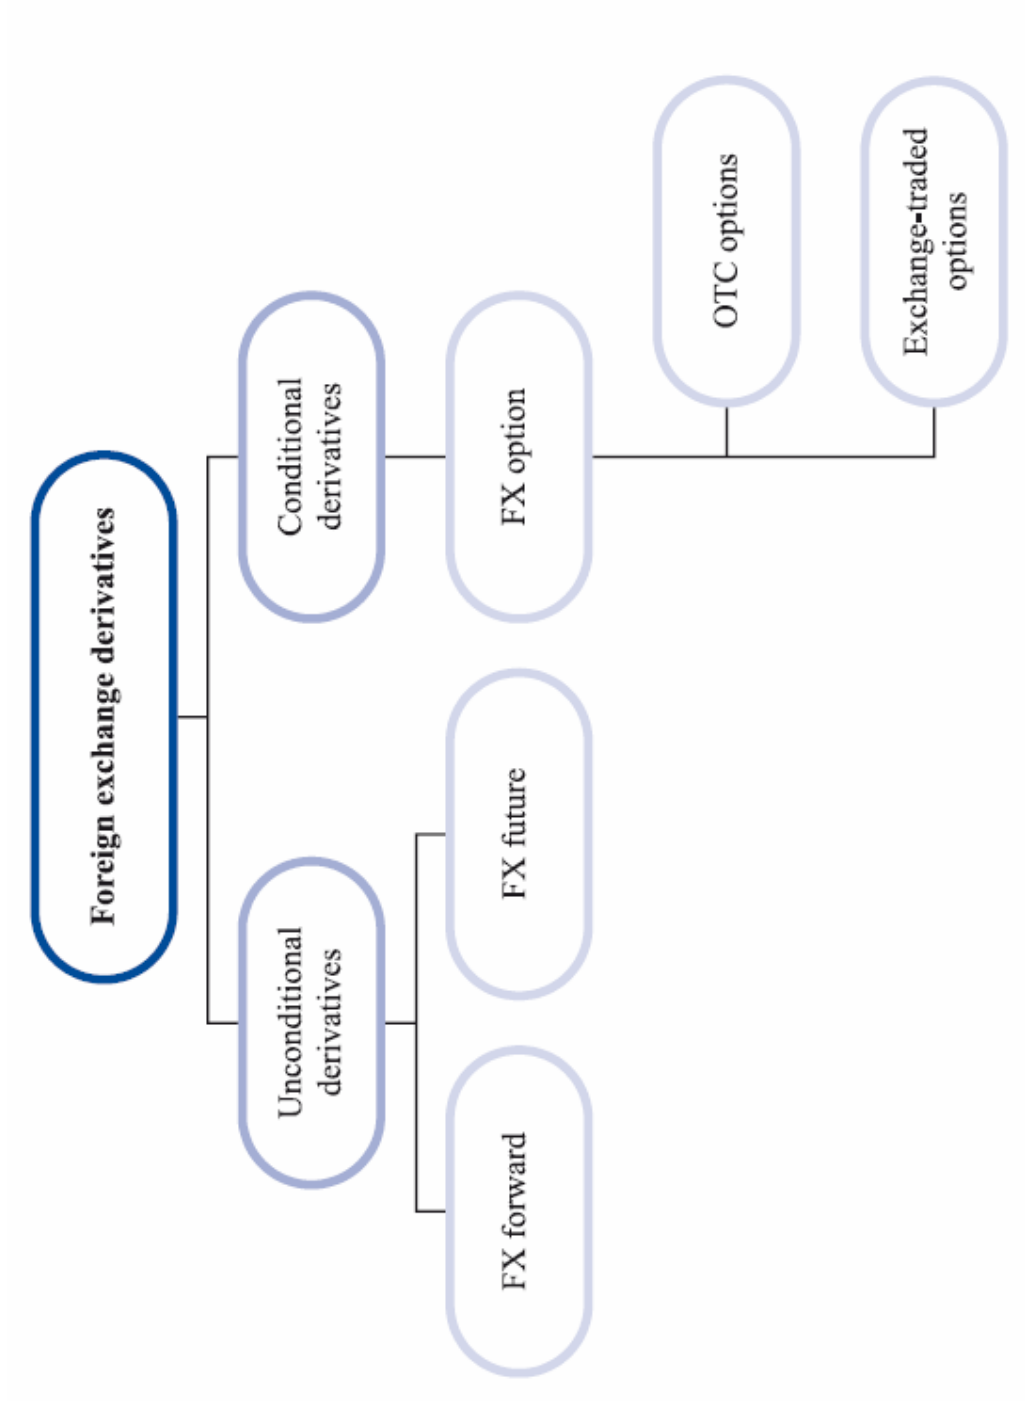 Foreign exchange derivatives
Unconditional
derivatives
Conditional
derivatives
FX forward
FX future
FX option
OTC options
Exchange-traded
options